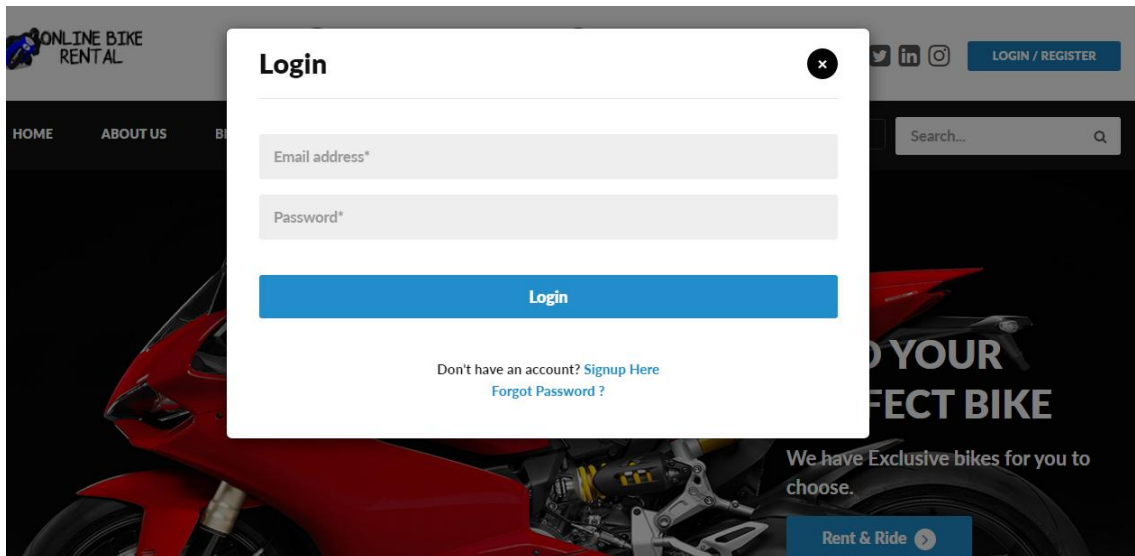 ONLINE BIKE
RENTAL
LOGIN / REGISTER
HOME ABOUT US
Search...
Login
Email address*
Password*
Login
Don't have an account? Signup Here
Forgot Password ?
YOUR
BIKE
We have Exclusive bikes for you to
choose.
Rent & Ride